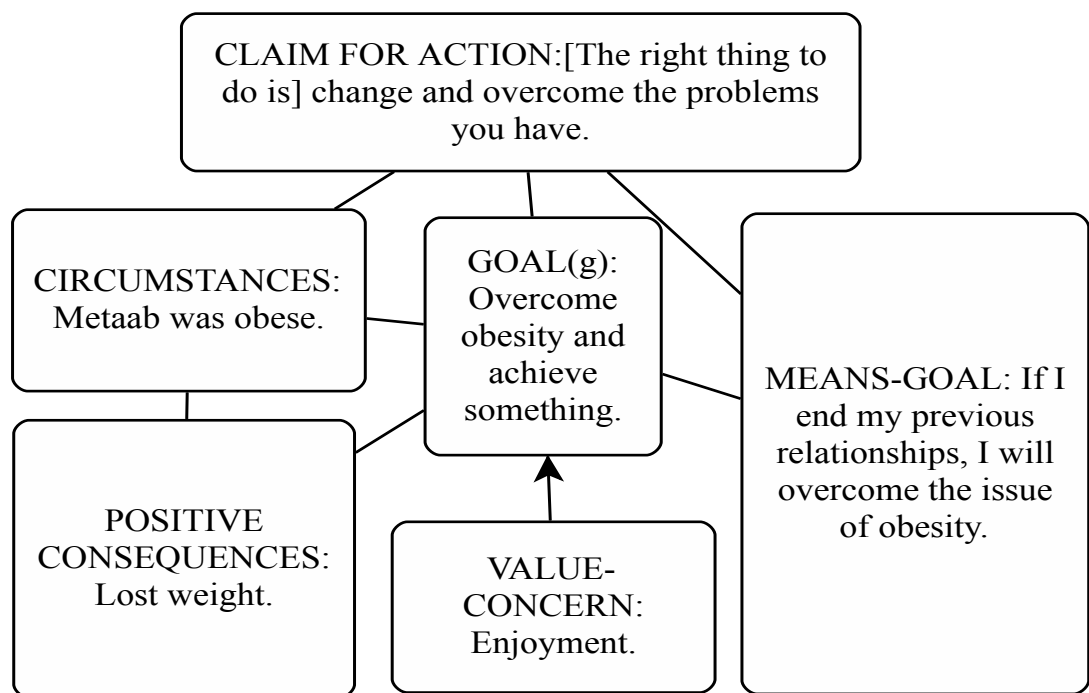 CLAIM FOR ACTION:[The right thing to
do is] change and overcome the problems
you have.
CIRCUMSTANCES:
Metaab was obese.
GOAL(g):
Overcome
obesity and
achieve
something.
MEANS-GOAL: If I
end my previous
relationships, I will
overcome the issue
of obesity.
POSITIVE
CONSEQUENCES:
Lost weight.
VALUE-
CONCERN:
Enjoyment.